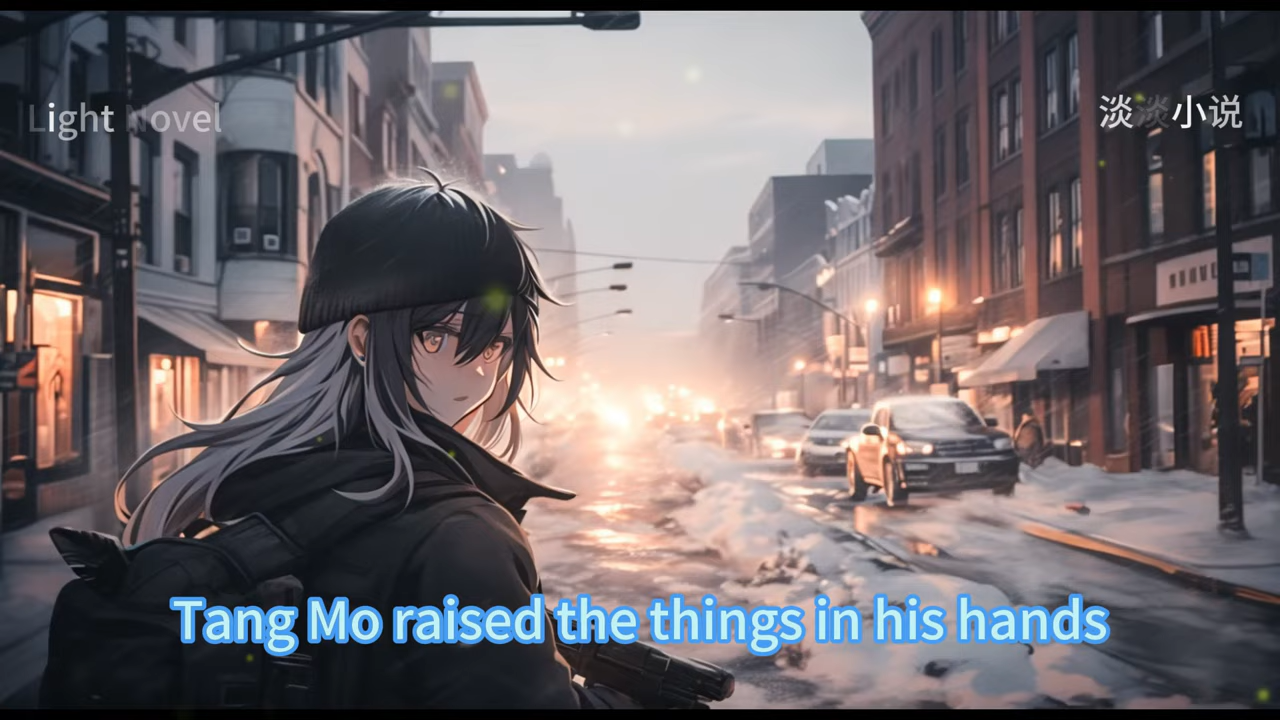 Light Novel
淡淡小说
Tang Mo raised the things in his hands